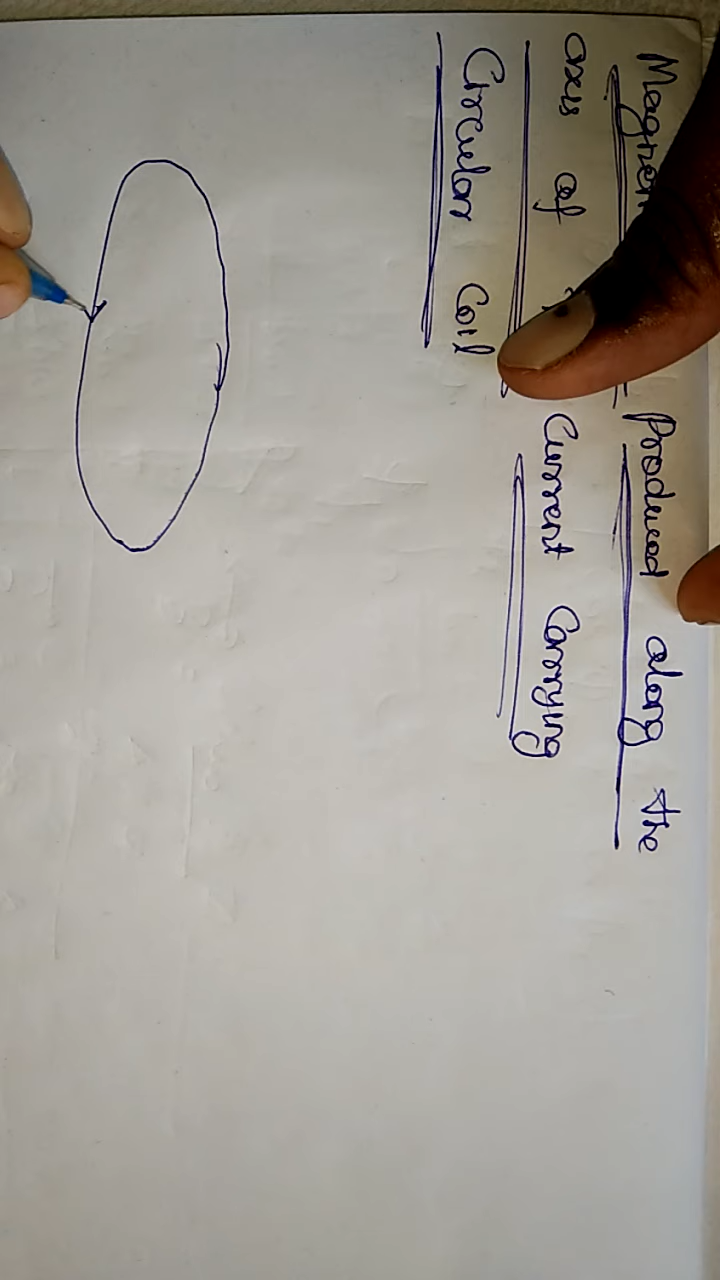 Produced along the
axis of Current Carrying
Circular Coil